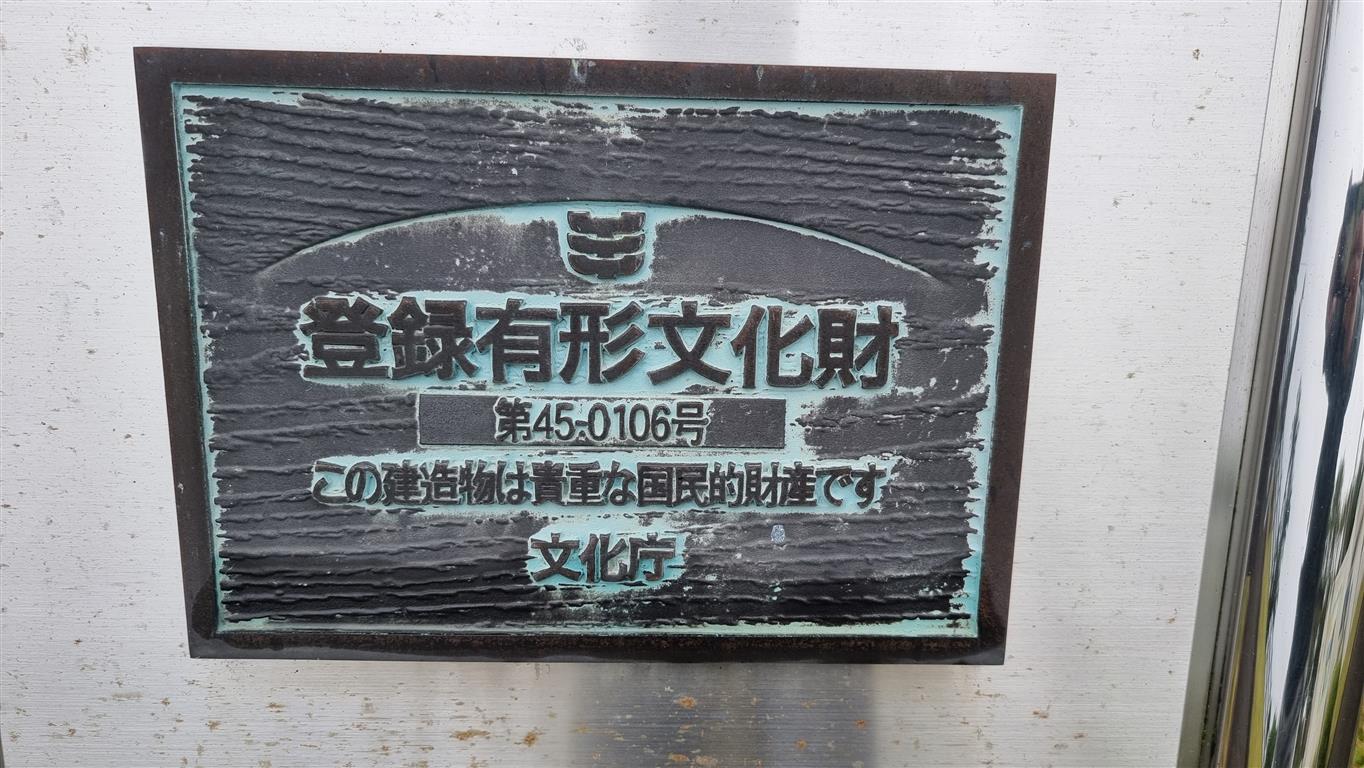 登録有形文化財
第45-0106号
この建造物は貴重な国民的財産です
文化庁